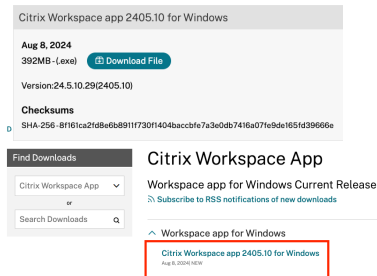 Citrix Workspace app 2405.10 for Windows
Aug 8, 2024
392MB - (.exe) Download File
Version:24.5.10.29(2405.10)
Checksums
SHA-256 - 8f161ca2fd8e6b8911f730f1404baccbfe7a3e0db7416a07fe9de165fd39666e
D
Find Downloads
Citrix Workspace App
or
Search Downloads
Citrix Workspace App
Workspace app for Windows Current Release
Subscribe to RSS notifications of new downloads
Workspace app for Windows
Citrix Workspace app 2405.10 for Windows
Aug 8, 2024| NEW